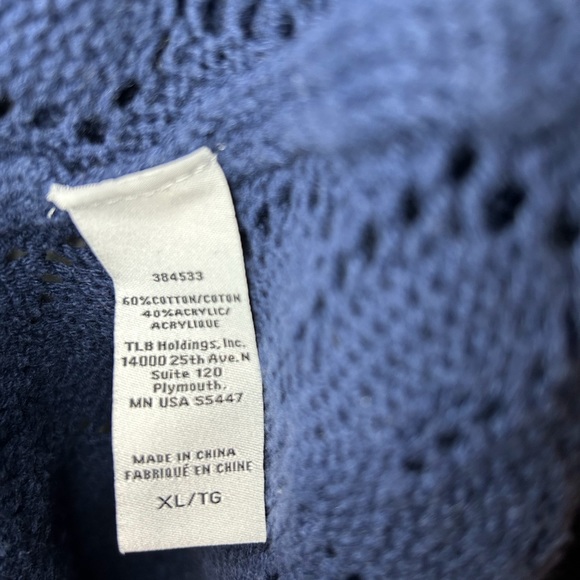 384533
60%COTTON/COTON
40%ACRYLIC/
ACRYLIQUE
TLB Holdings, Inc.
14000 25th Ave. N
Suite 120
Plymouth,
MN USA 55447
MADE IN CHINA
FABRIQUÉ EN CHINE
XL/TG